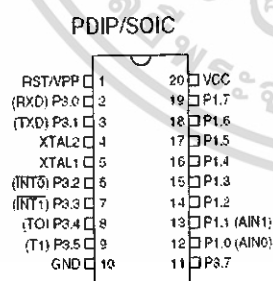 PDIP/SOIC
RST/VPP 1 20 VCC
(RXD) P3.0 2 19 P1.7
(TXD) P3.1 3 18 P1.6
XTAL2 4 17 P1.5
XTAL1 5 16 P1.4
(INT0) P3.2 6 15 P1.3
(INT1) P3.3 7 14 P1.2
(TO) P3.4 8 13 P1.1 (AIN1)
(T1) P3.5 9 12 P1.0 (AIN0)
GND 10 11 P3.7